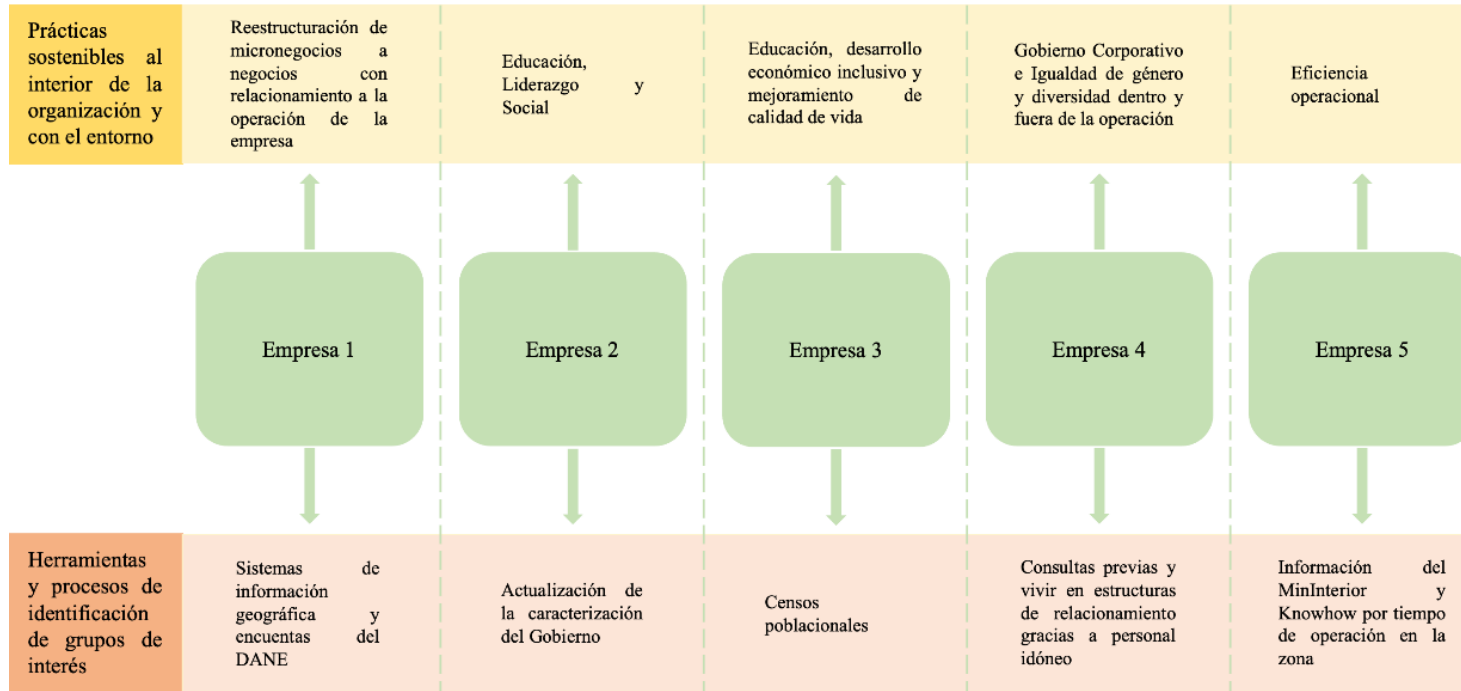 Prácticas
sostenibles al
interior de la
organización y
con el entorno
Reestructuración de
micronegocios a
negocios con
relacionamiento a la
operación de la
empresa
Educación,
Liderazgo y
Social
Educación, desarrollo
económico inclusivo y
mejoramiento de
calidad de vida
Gobierno Corporativo
e Igualdad de género
y diversidad dentro y
fuera de la operación
Eficiencia
operacional
Empresa 1
Empresa 2
Empresa 3
Empresa 4
Empresa 5
Herramientas
y procesos de
identificación
de grupos de
interés
Sistemas de
información
geográfica y
encuentas del
DANE
Actualización de
la caracterización
del Gobierno
Censos
poblacionales
Consultas previas y
vivir en estructuras
de relacionamiento
gracias a personal
idóneo
Información del
MinInterior y
Knowhow por tiempo
de operación en la
zona